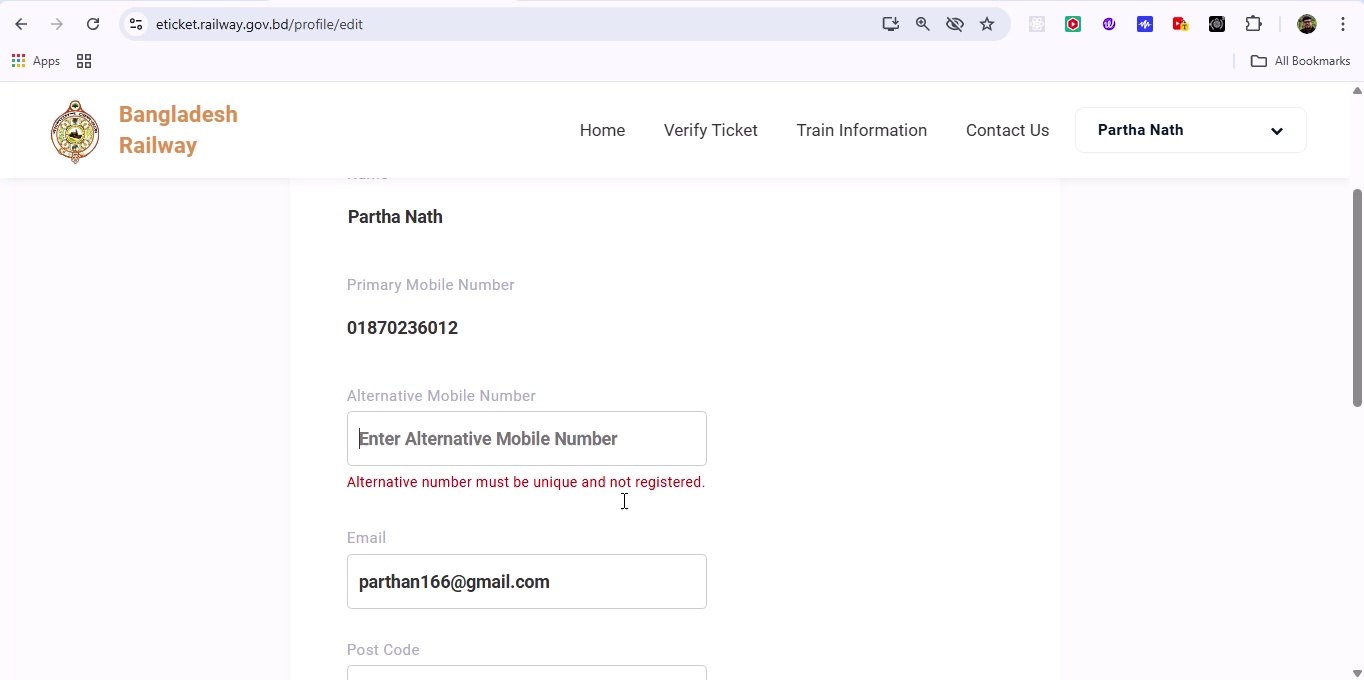 eticket.railway.gov.bd/profile/edit
Apps
All Bookmarks
Bangladesh
Railway
Home
Verify Ticket
Train Information
Contact Us
Partha Nath
Name
Partha Nath
Primary Mobile Number
01870236012
Alternative Mobile Number
Enter Alternative Mobile Number
Alternative number must be unique and not registered.
Email
parthan166@gmail.com
Post Code